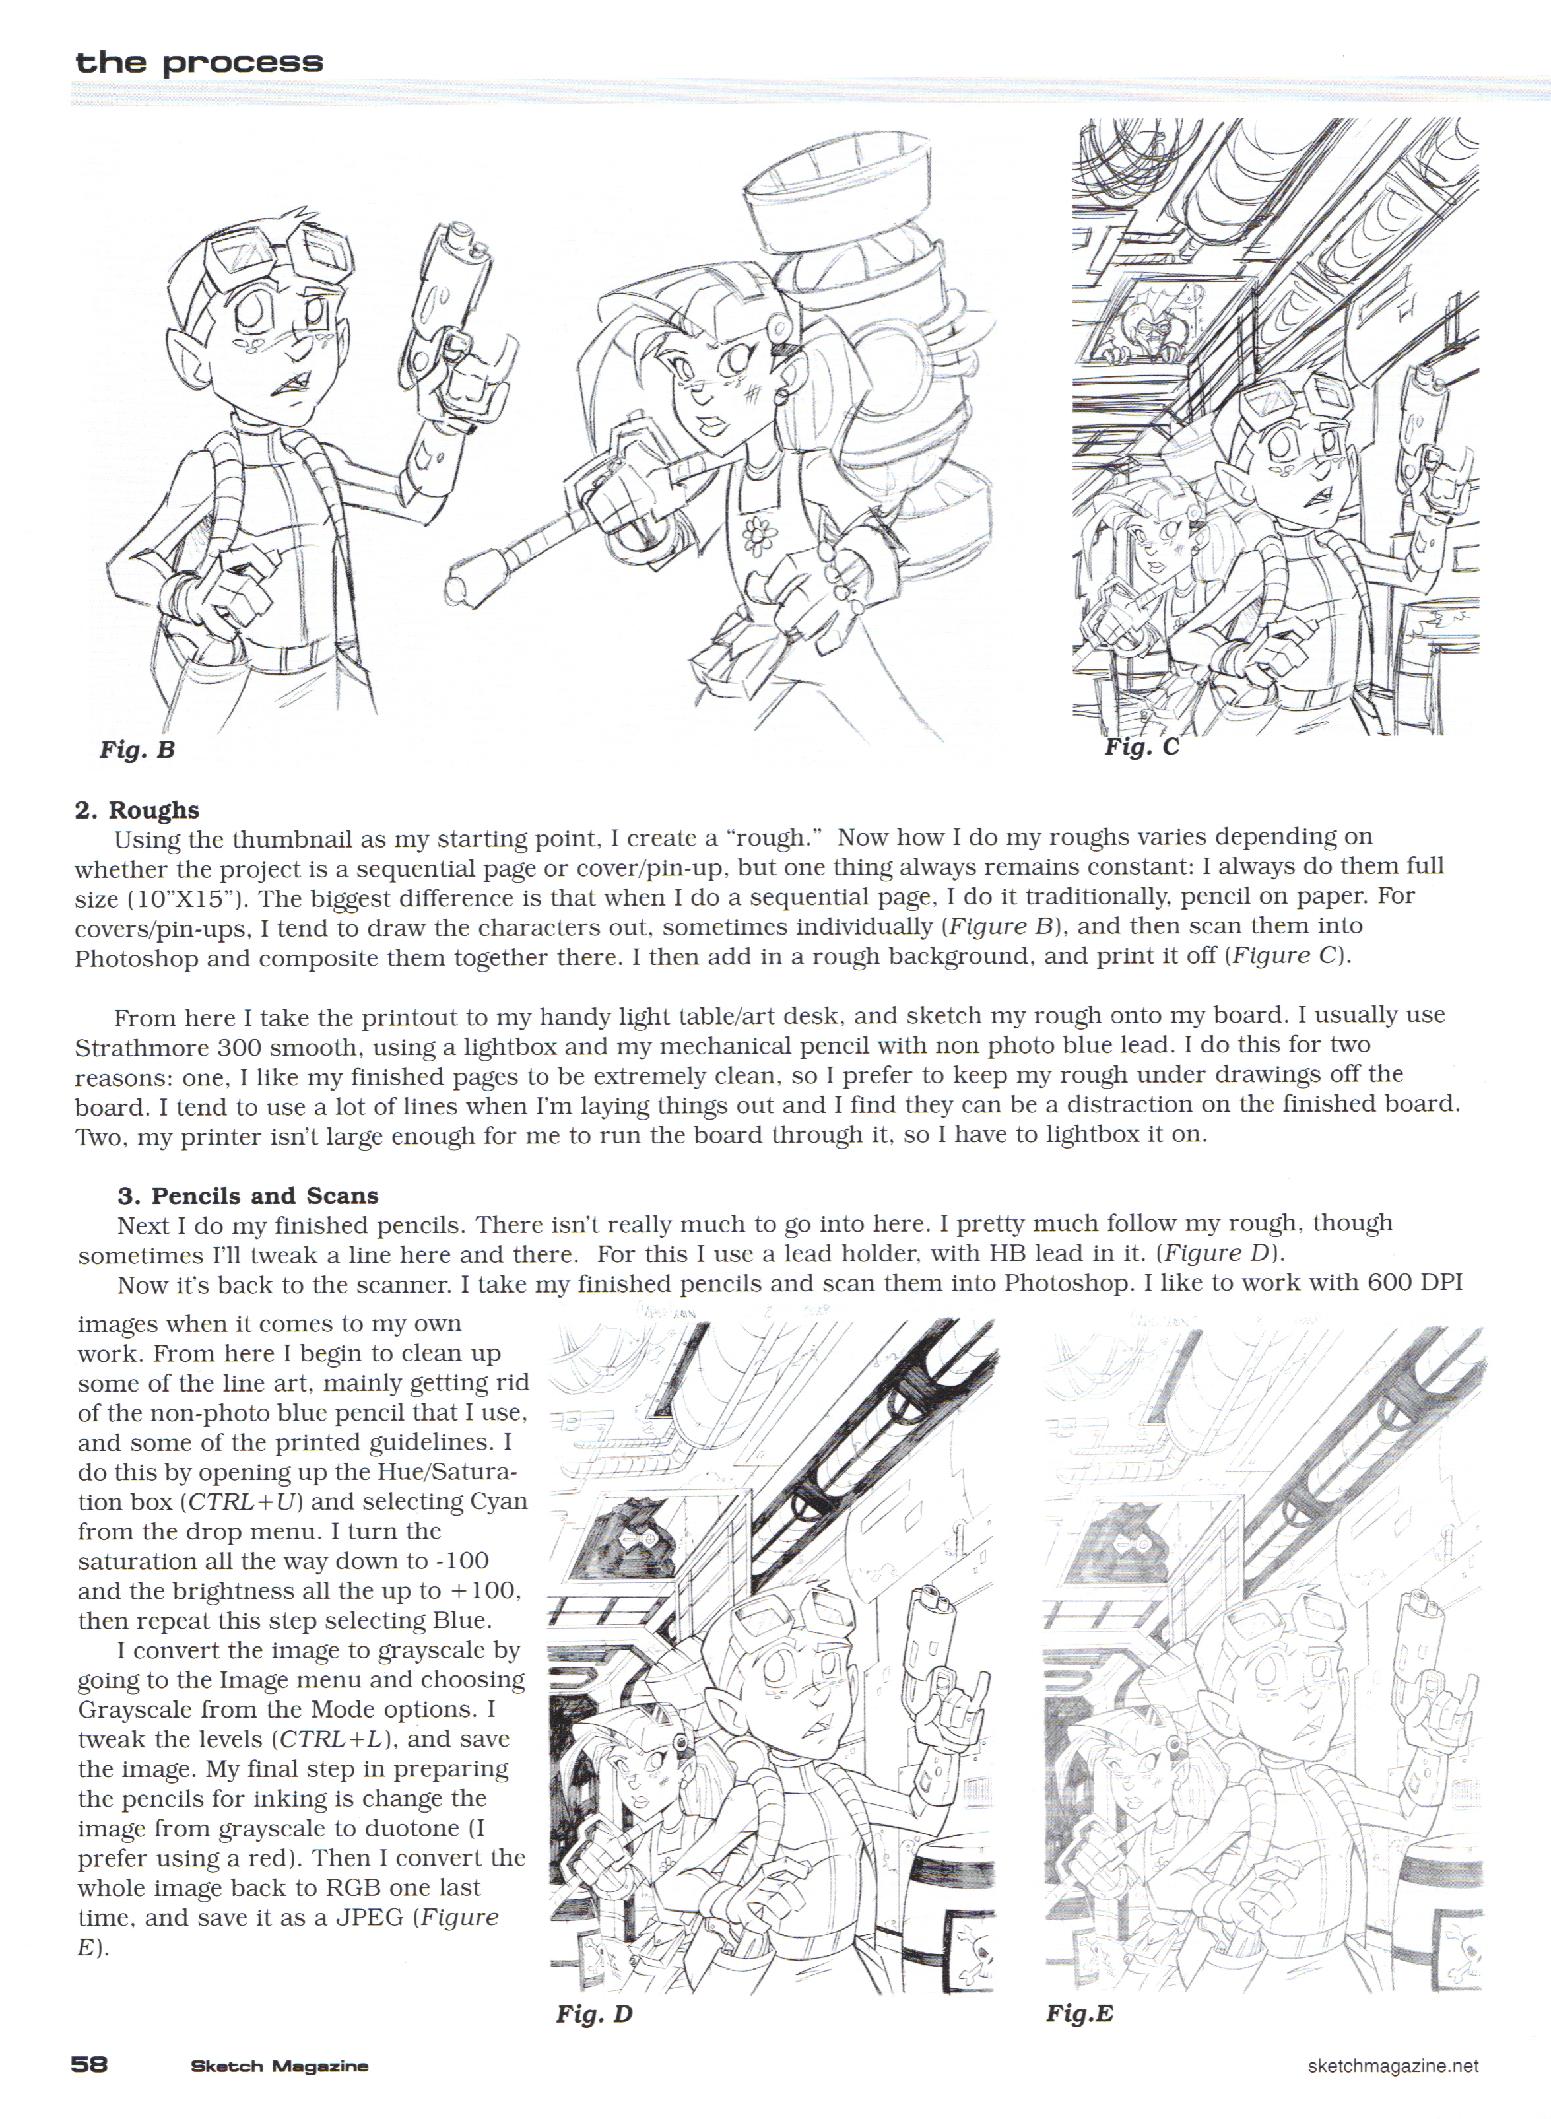 the process
Fig. B
Fig. C
2. Roughs
Using the thumbnail as my starting point, I create a “rough.”  Now how I do my roughs varies depending on
whether the project is a sequential page or cover/pin-up, but one thing always remains constant: I always do them full
size (10”X15”). The biggest difference is that when I do a sequential page, I do it traditionally, pencil on paper. For
covers/pin-ups, I tend to draw the characters out, sometimes individually (Figure B), and then scan them into
Photoshop and composite them together there. I then add in a rough background, and print it off (Figure C).
From here I take the printout to my handy light table/art desk, and sketch my rough onto my board. I usually use
Strathmore 300 smooth, using a lightbox and my mechanical pencil with non photo blue lead. I do this for two
reasons: one, I like my finished pages to be extremely clean, so I prefer to keep my rough under drawings off the
board. I tend to use a lot of lines when I'm laying things out and I find they can be a distraction on the finished board.
Two, my printer isn't large enough for me to run the board through it, so I have to lightbox it on.
3. Pencils and Scans
Next I do my finished pencils. There isn't really much to go into here. I pretty much follow my rough, though
sometimes I'll tweak a line here and there.  For this I use a lead holder, with HB lead in it. (Figure D).
Now it's back to the scanner. I take my finished pencils and scan them into Photoshop. I like to work with 600 DPI
images when it comes to my own
work. From here I begin to clean up
some of the line art, mainly getting rid
of the non-photo blue pencil that I use,
and some of the printed guidelines. I
do this by opening up the Hue/Satura-
tion box (CTRL+U) and selecting Cyan
from the drop menu. I turn the
saturation all the way down to -100
and the brightness all the up to +100,
then repeat this step selecting Blue.
I convert the image to grayscale by
going to the Image menu and choosing
Grayscale from the Mode options. I
tweak the levels (CTRL+L), and save
the image. My final step in preparing
the pencils for inking is change the
image from grayscale to duotone (I
prefer using a red). Then I convert the
whole image back to RGB one last
time, and save it as a JPEG (Figure
E).
Fig. D
Fig.E
58
Sketch Magazine
sketchmagazine.net